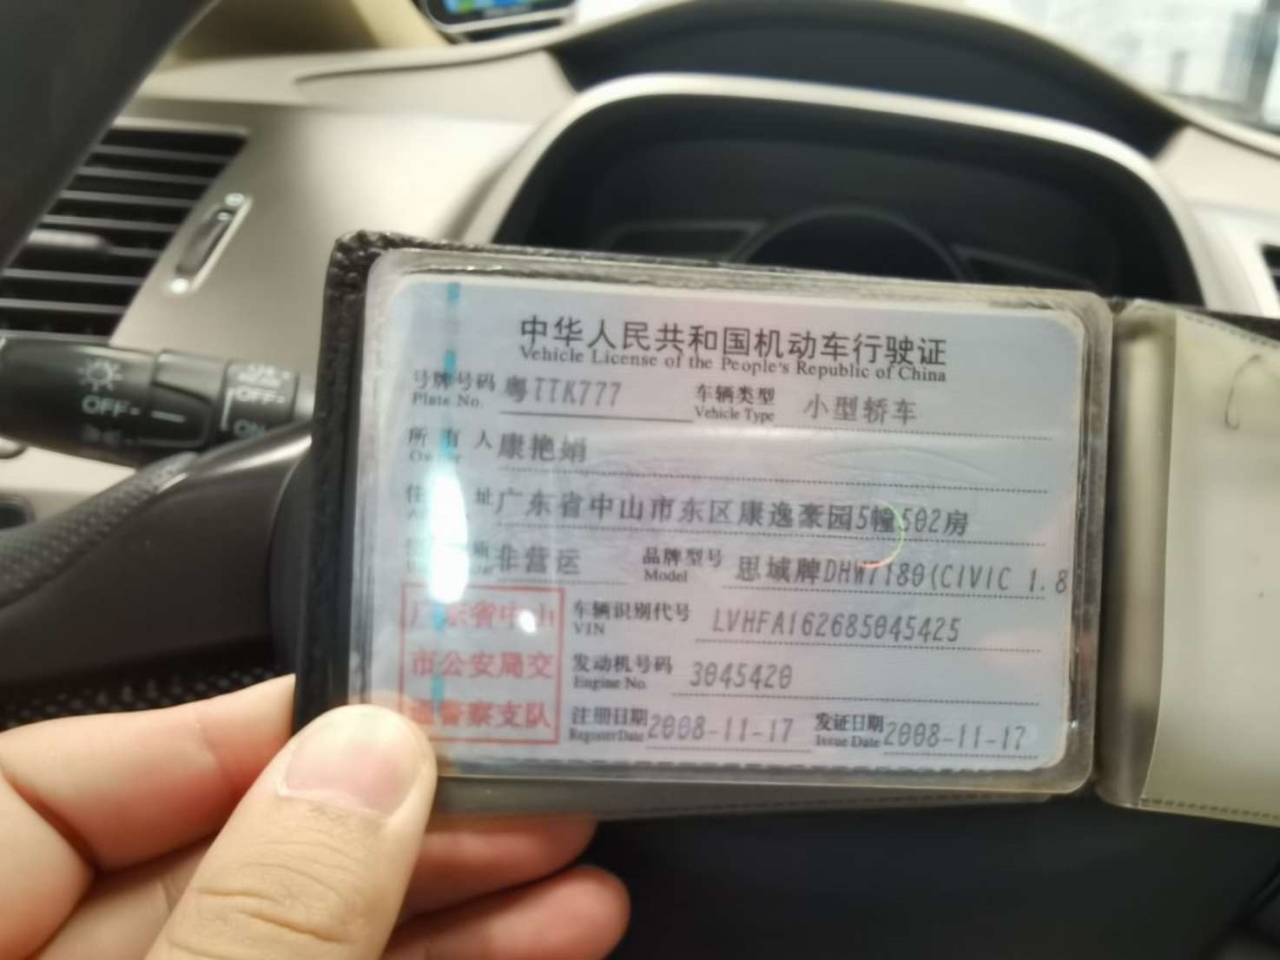 中华人民共和国机动车行驶证
Vehicle License of the People's Republic of China
号牌号码 粤TTK777 车辆类型 小型轿车
Plate No. Vehicle Type
所有人 康艳娟
址 广东省中山市东区康逸豪园5幢502房
非营运 品牌型号 思域牌DHW7180(CIVIC 1.8
Model
车辆识别代号 LVHFA162685045425
VIN
发动机号码 3045420
Engine No.
注册日期 2008-11-17 发证日期 2008-11-17
Register Date Issue Date
广东省中山
市公安局交
通警察支队
OFF
OFF
ON